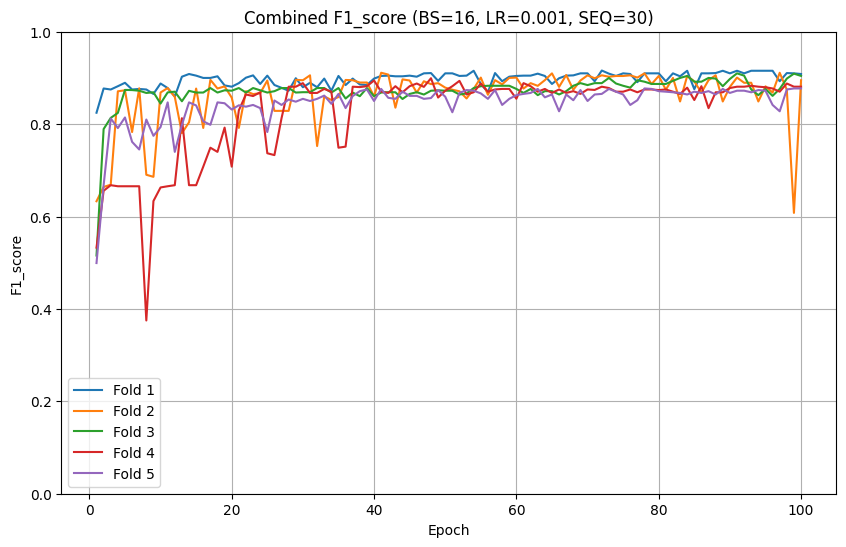 Combined F1_score (BS=16, LR=0.001, SEQ=30)
F1_score
1.0
0.8
0.6
0.4
0.2
0.0
Fold 1
Fold 2
Fold 3
Fold 4
Fold 5
0 20 40 60 80 100
Epoch